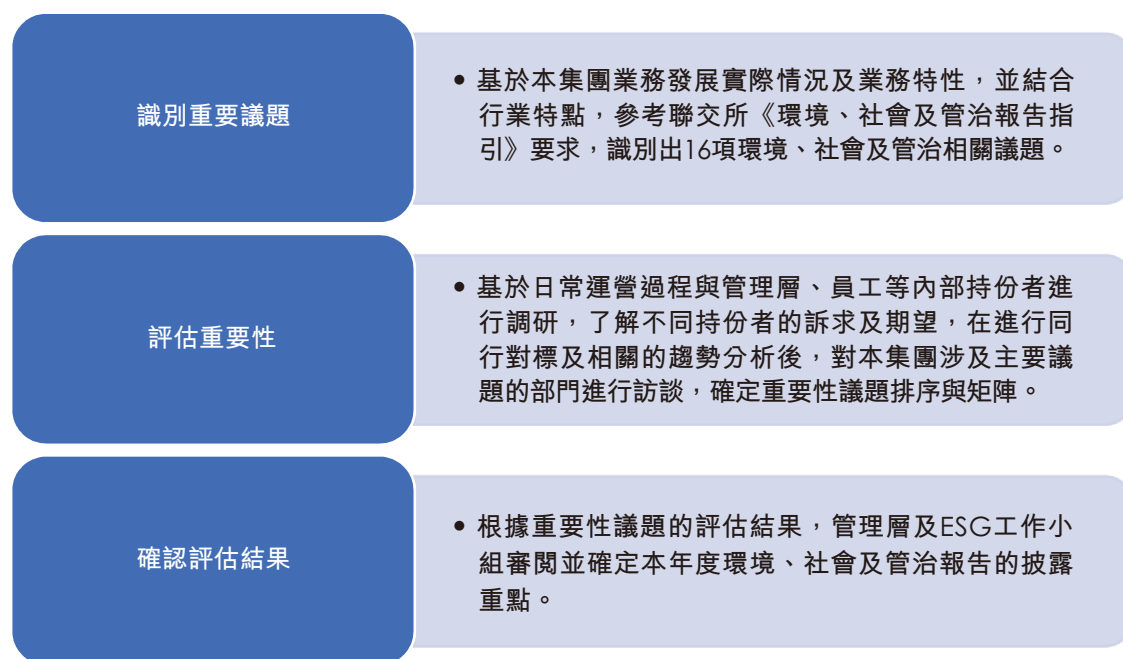 識別重要議題
• 基於本集團業務發展實際情況及業務特性，並結合
行業特點，參考聯交所《環境、社會及管治報告指
引》要求，識別出16項環境、社會及管治相關議題。
評估重要性
• 基於日常運營過程與管理層、員工等內部持份者進
行調研，了解不同持份者的訴求及期望，在進行同
行對標及相關的趨勢分析後，對本集團涉及主要議
題的部門進行訪談，確定重要性議題排序與矩陣。
確認評估結果
• 根據重要性議題的評估結果，管理層及ESG工作小
組審閱並確定本年度環境、社會及管治報告的披露
重點。